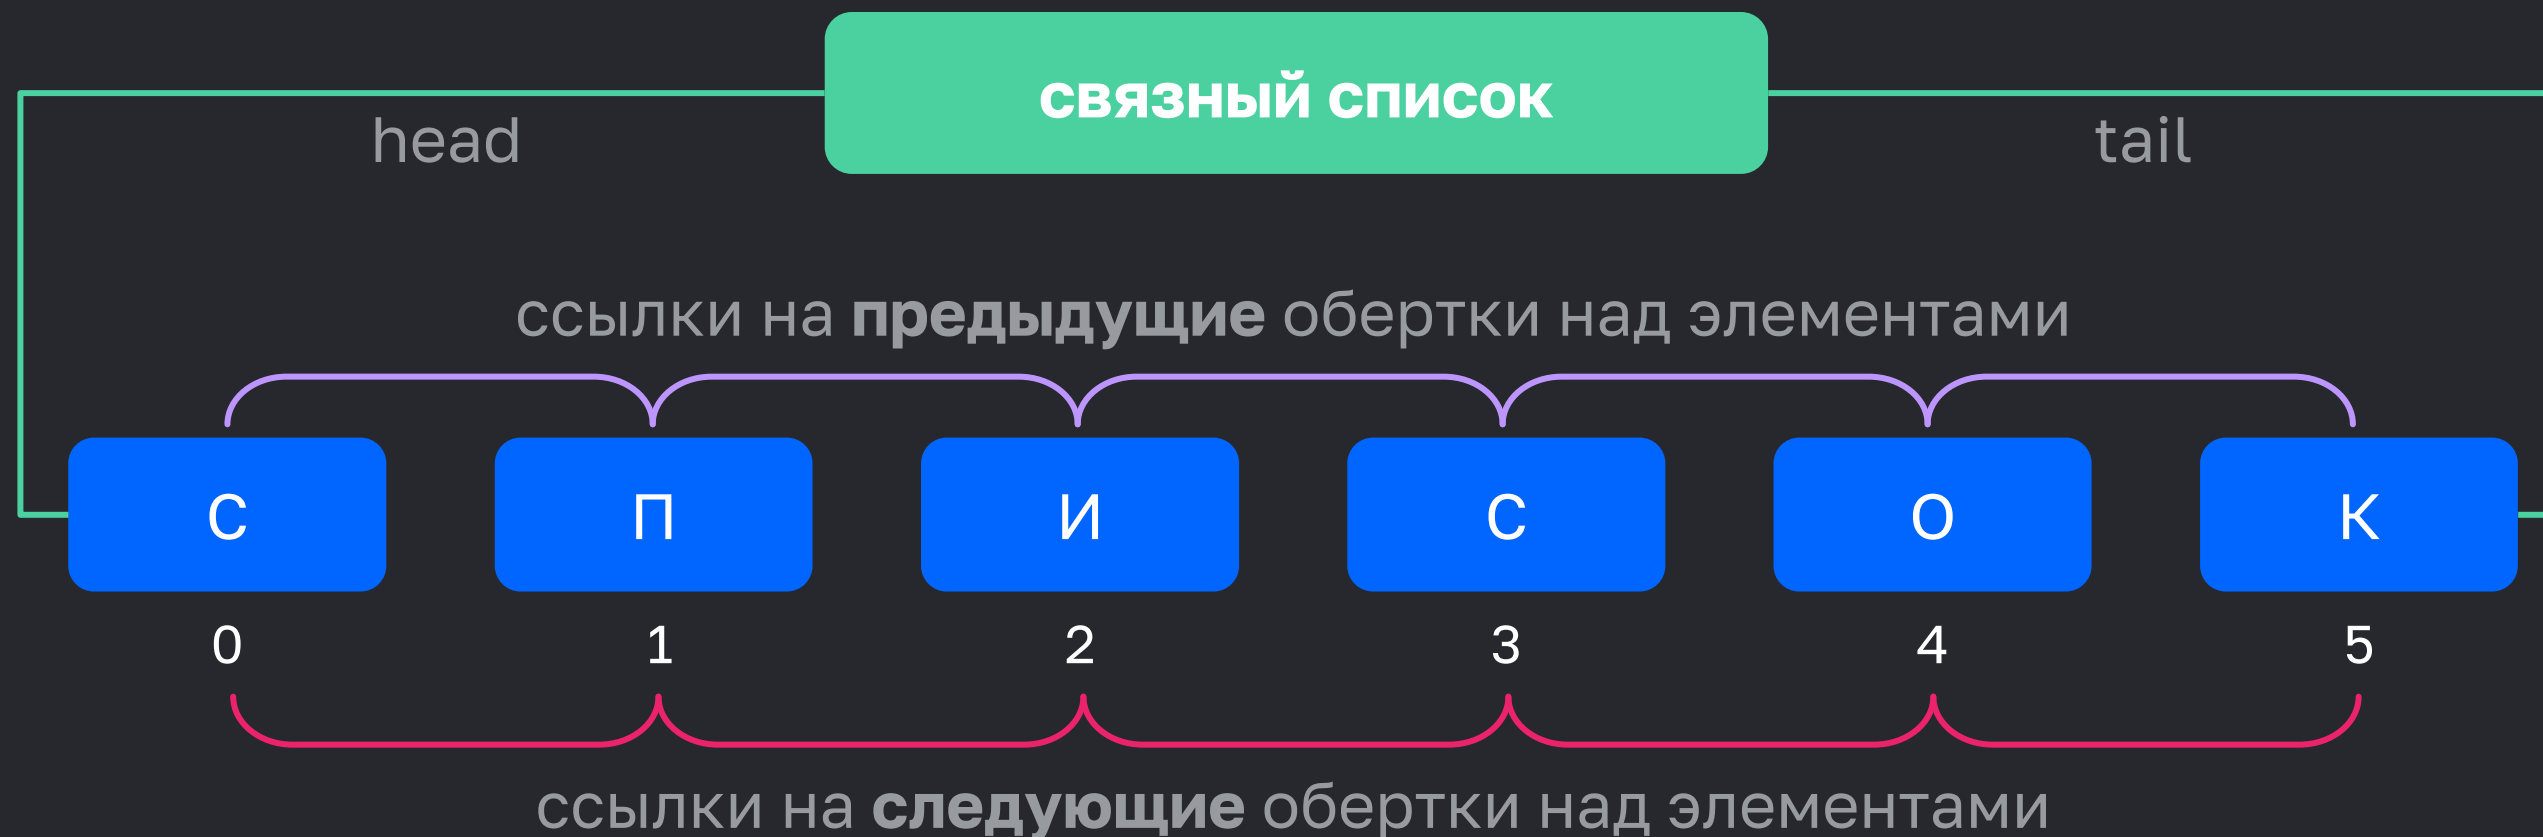 связный список
head
tail
ссылки на предыдущие обертки над элементами
С П И С О К
0 1 2 3 4 5
ссылки на следующие обертки над элементами